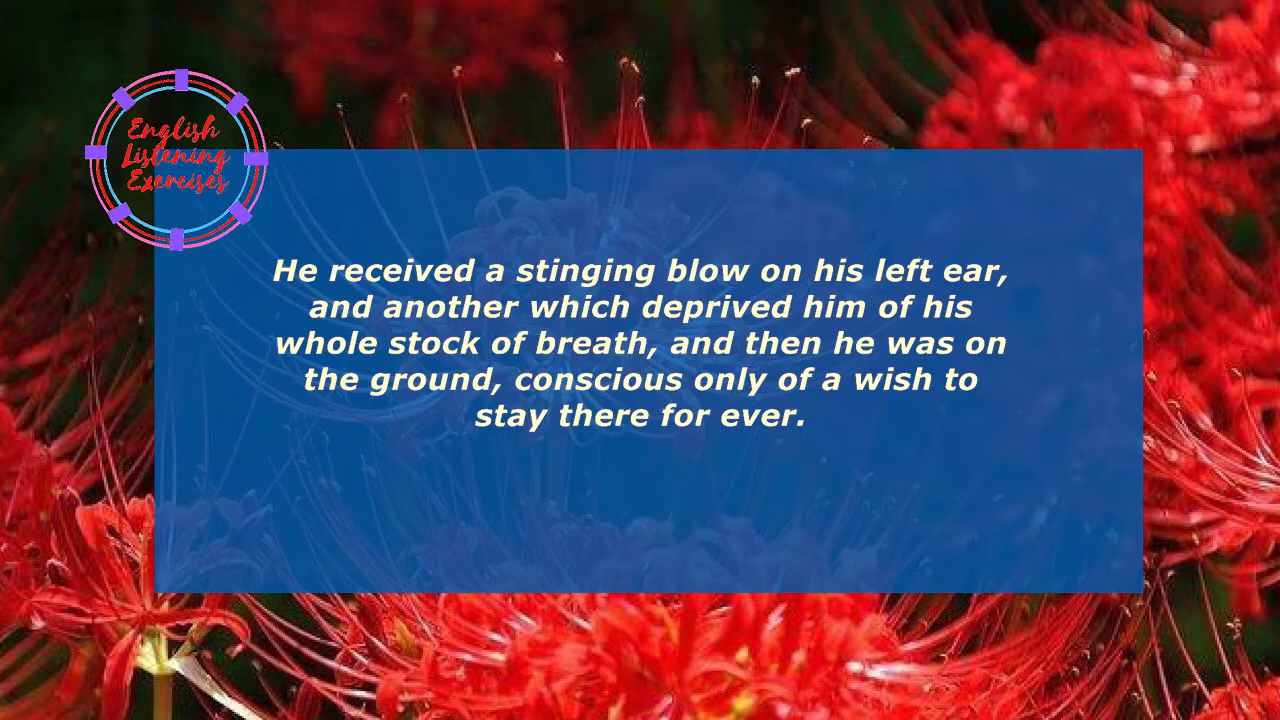 English
Listening
Exercises
He received a stinging blow on his left ear,
and another which deprived him of his
whole stock of breath, and then he was on
the ground, conscious only of a wish to
stay there for ever.